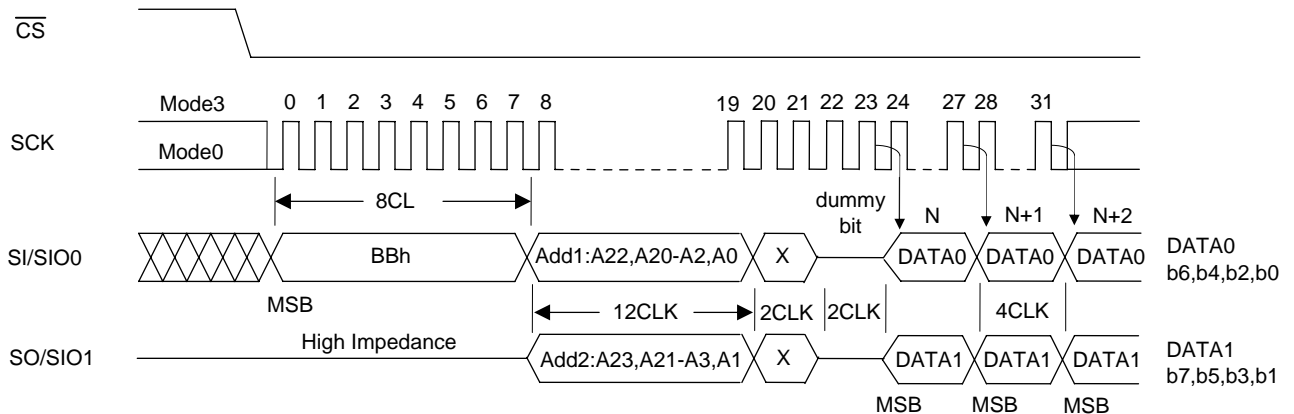 CS
Mode3
0 1 2 3 4 5 6 7 8 19 20 21 22 23 24 27 28 31
SCK
Mode0
8CL
dummy
bit
N N+1 N+2
SI/SIO0
BBh
Add1:A22,A20-A2,A0
X
DATA0 DATA0 DATA0
DATA0
b6,b4,b2,b0
MSB
12CLK 2CLK 2CLK 4CLK
High Impedance
SO/SIO1
Add2:A23,A21-A3,A1
X
DATA1 DATA1 DATA1
DATA1
b7,b5,b3,b1
MSB MSB MSB